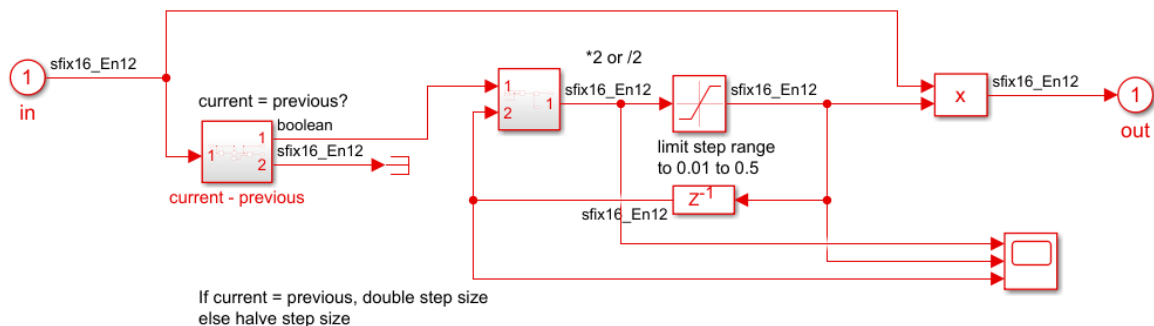 1
in
sfix16_En12
current = previous?
boolean
1
1
2
sfix16_En12
current - previous
*2 or /2
1
2
1
sfix16_En12
sfix16_En12
limit step range
to 0.01 to 0.5
Z-1
sfix16_En12
x
sfix16_En12
1
out
If current = previous, double step size
else halve step size